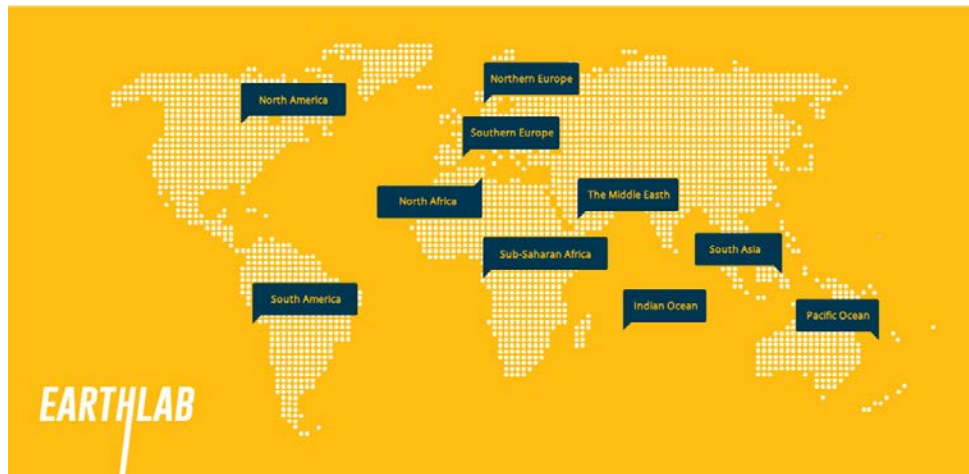 Northern Europe
North America
Southern Europe
The Middle Easth
North Africa
South Asia
Sub-Saharan Africa
South America
Indian Ocean
Pacific Ocean
EARTHLAB